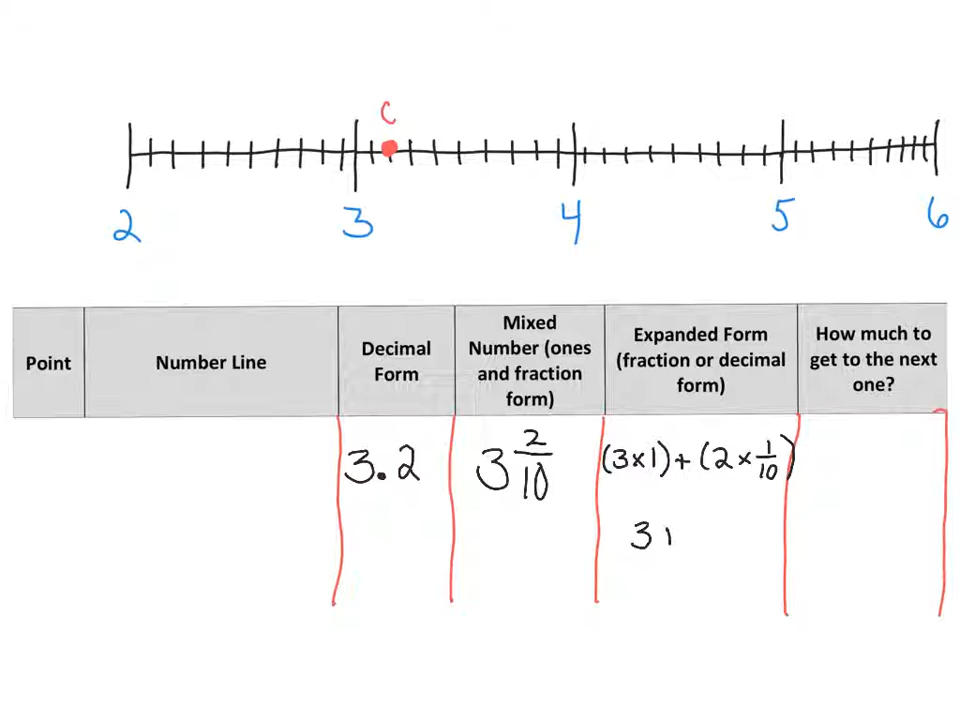 C
2 3 4 5 6
Point
Number Line
Decimal
Form
Mixed
Number (ones
and fraction
form)
Expanded Form
(fraction or decimal
form)
How much to
get to the next
one?
3.2
3 2/10
(3×1)+(2×1/10)
3